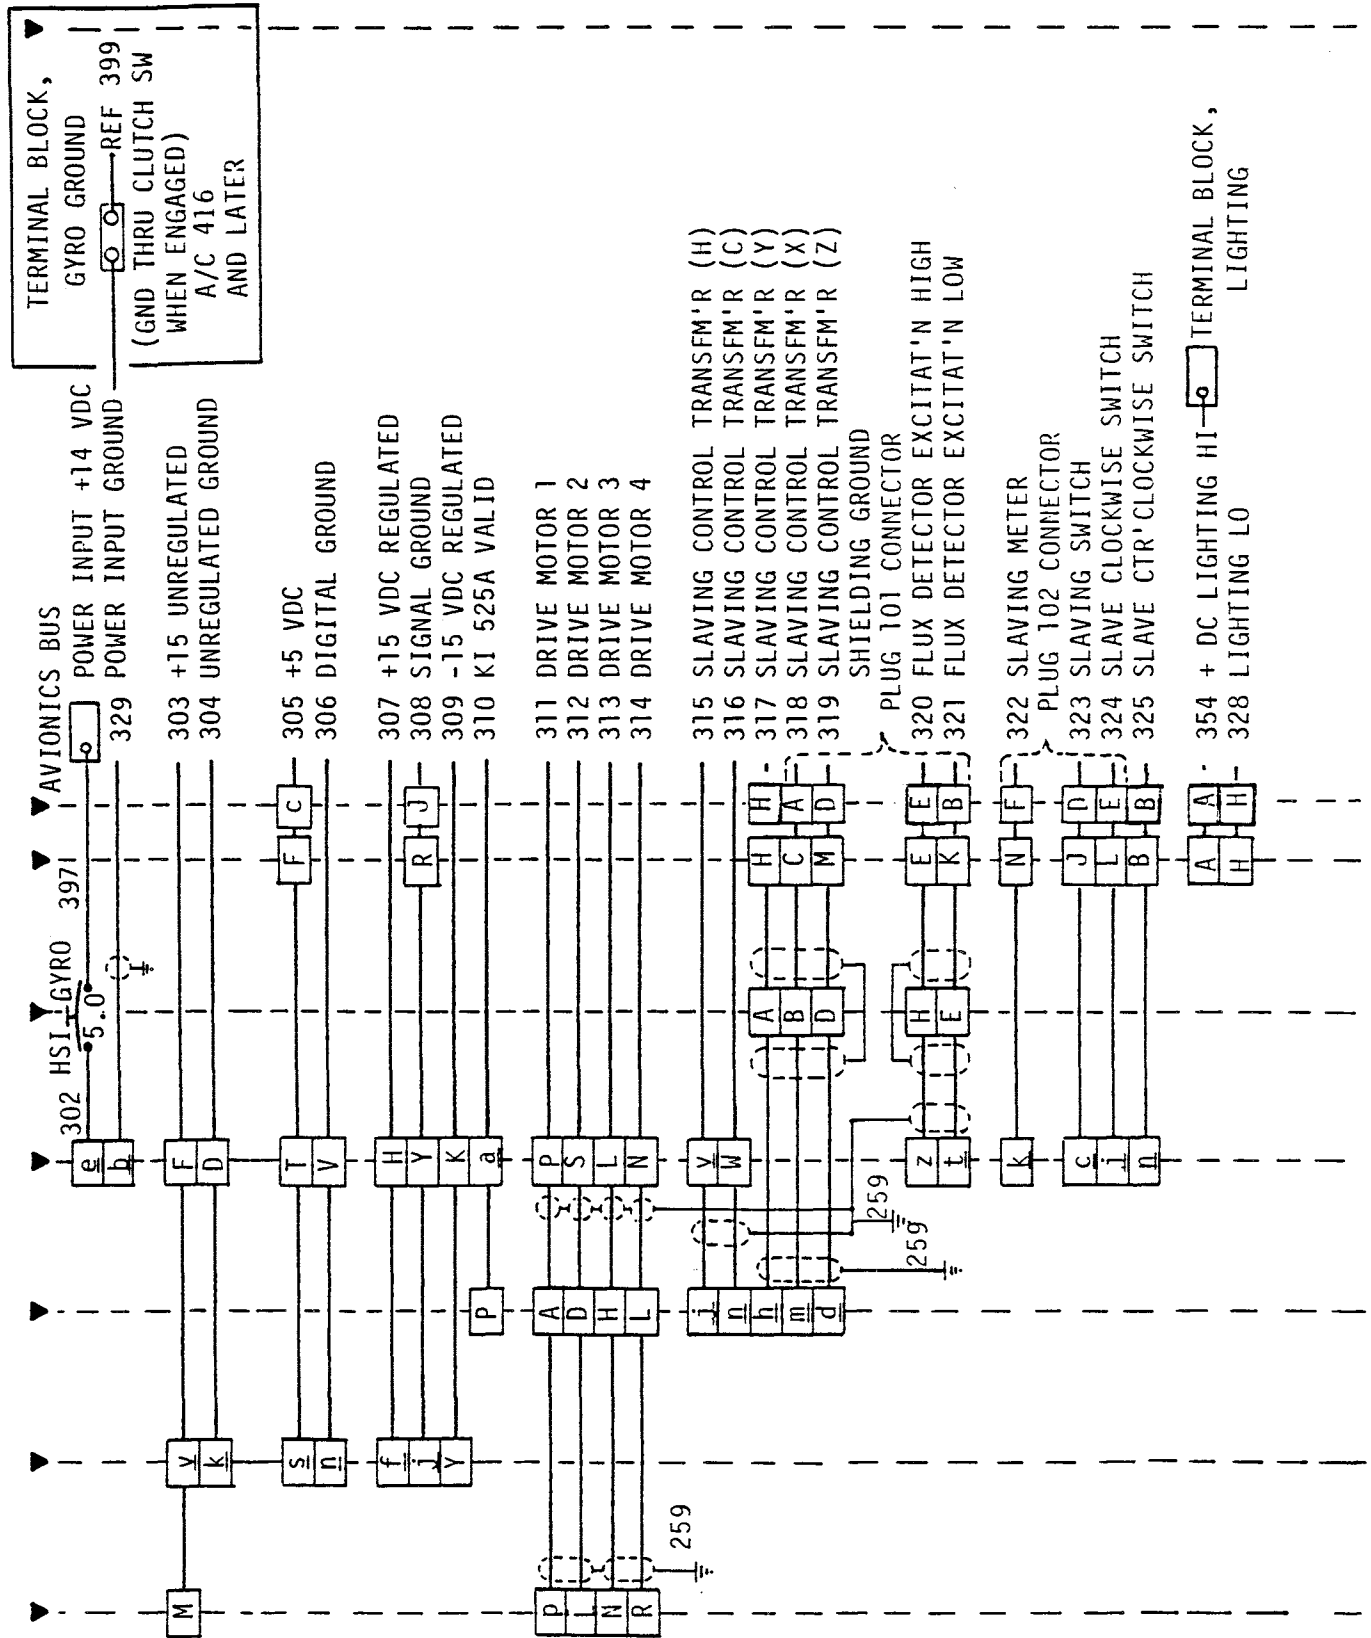 TERMINAL BLOCK,
GYRO GROUND
REF 399
(GND THRU CLUTCH SW
WHEN ENGAGED)
A/C 416
AND LATER
AVIONICS BUS
302 HSI GYRO 397
5.0
e POWER INPUT +14 VDC
b 329 POWER INPUT GROUND
M v F 303 +15 UNREGULATED
k D 304 UNREGULATED GROUND
s T F c 305 +5 VDC
n V 306 DIGITAL GROUND
f H 307 +15 VDC REGULATED
j Y R J 308 SIGNAL GROUND
y K 309 -15 VDC REGULATED
P a 310 KI 525A VALID
P A P 311 DRIVE MOTOR 1
L D S 312 DRIVE MOTOR 2
N H L 313 DRIVE MOTOR 3
R L N 314 DRIVE MOTOR 4
259
j v 315 SLAVING CONTROL TRANSFM'R (H)
n W 316 SLAVING CONTROL TRANSFM'R (C)
h A H H 317 SLAVING CONTROL TRANSFM'R (Y)
m B C A 318 SLAVING CONTROL TRANSFM'R (X)
d D M D 319 SLAVING CONTROL TRANSFM'R (Z)
SHIELDING GROUND
259
PLUG 101 CONNECTOR
259
z H E E 320 FLUX DETECTOR EXCITAT'N HIGH
t E K B 321 FLUX DETECTOR EXCITAT'N LOW
k N F 322 SLAVING METER
PLUG 102 CONNECTOR
c J D 323 SLAVING SWITCH
i L E 324 SLAVE CLOCKWISE SWITCH
n B B 325 SLAVE CTR'CLOCKWISE SWITCH
A A 354 + DC LIGHTING HI TERMINAL BLOCK,
H H 328 LIGHTING LO LIGHTING